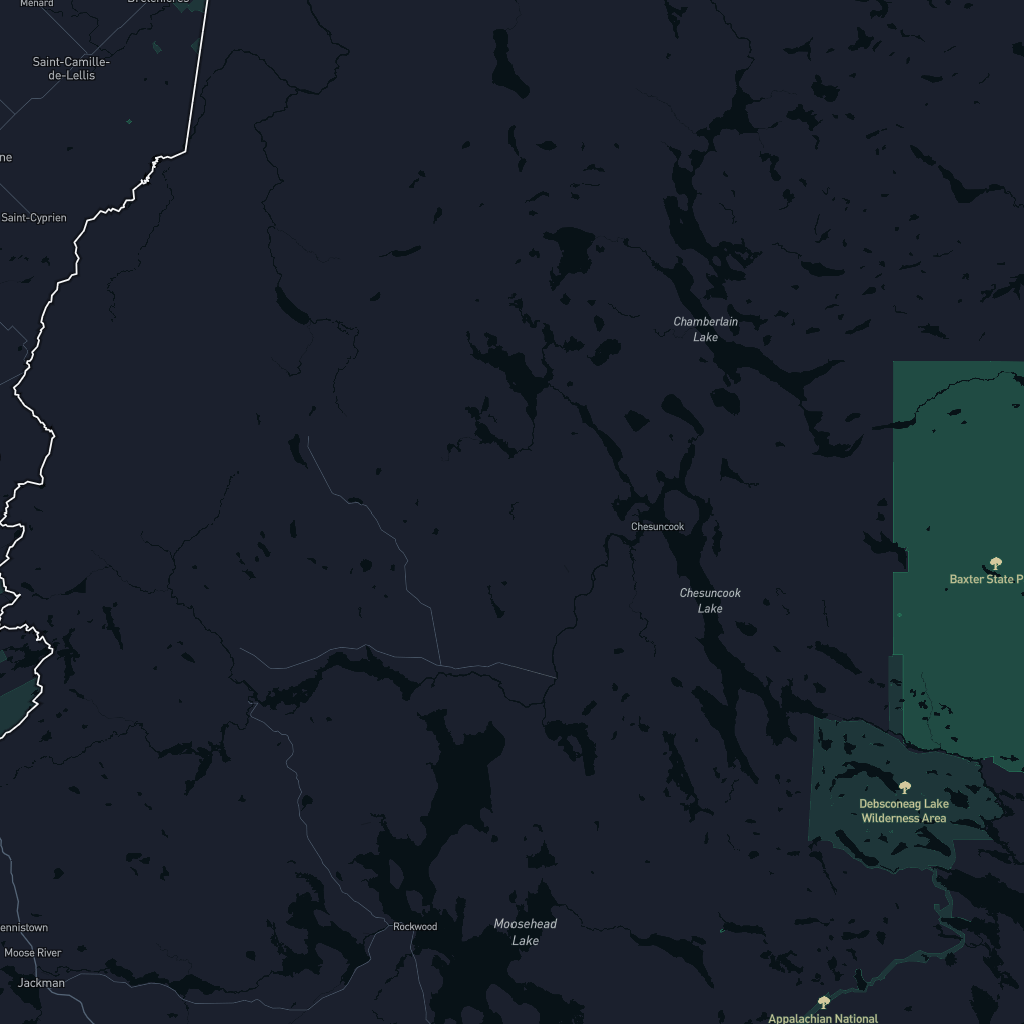 Menard
Saint-Camille-
de-Lellis
ne
Saint-Cyprien
Chamberlain
Lake
Chesuncook
Baxter State P
Chesuncook
Lake
Debsconeag Lake
Wilderness Area
Rockwood
Moosehead
Lake
ennistown
Moose River
Jackman
Appalachian National